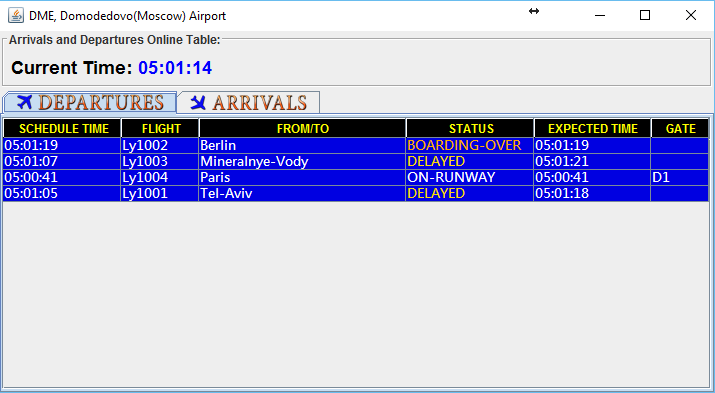 DME, Domodedovo(Moscow) Airport
Arrivals and Departures Online Table:
Current Time: 05:01:14
DEPARTURES ARRIVALS
SCHEDULE TIME FLIGHT FROM/TO STATUS EXPECTED TIME GATE
05:01:19 Ly1002 Berlin BOARDING-OVER 05:01:19
05:01:07 Ly1003 Mineralnye-Vody DELAYED 05:01:21
05:00:41 Ly1004 Paris ON-RUNWAY 05:00:41 D1
05:01:05 Ly1001 Tel-Aviv DELAYED 05:01:18